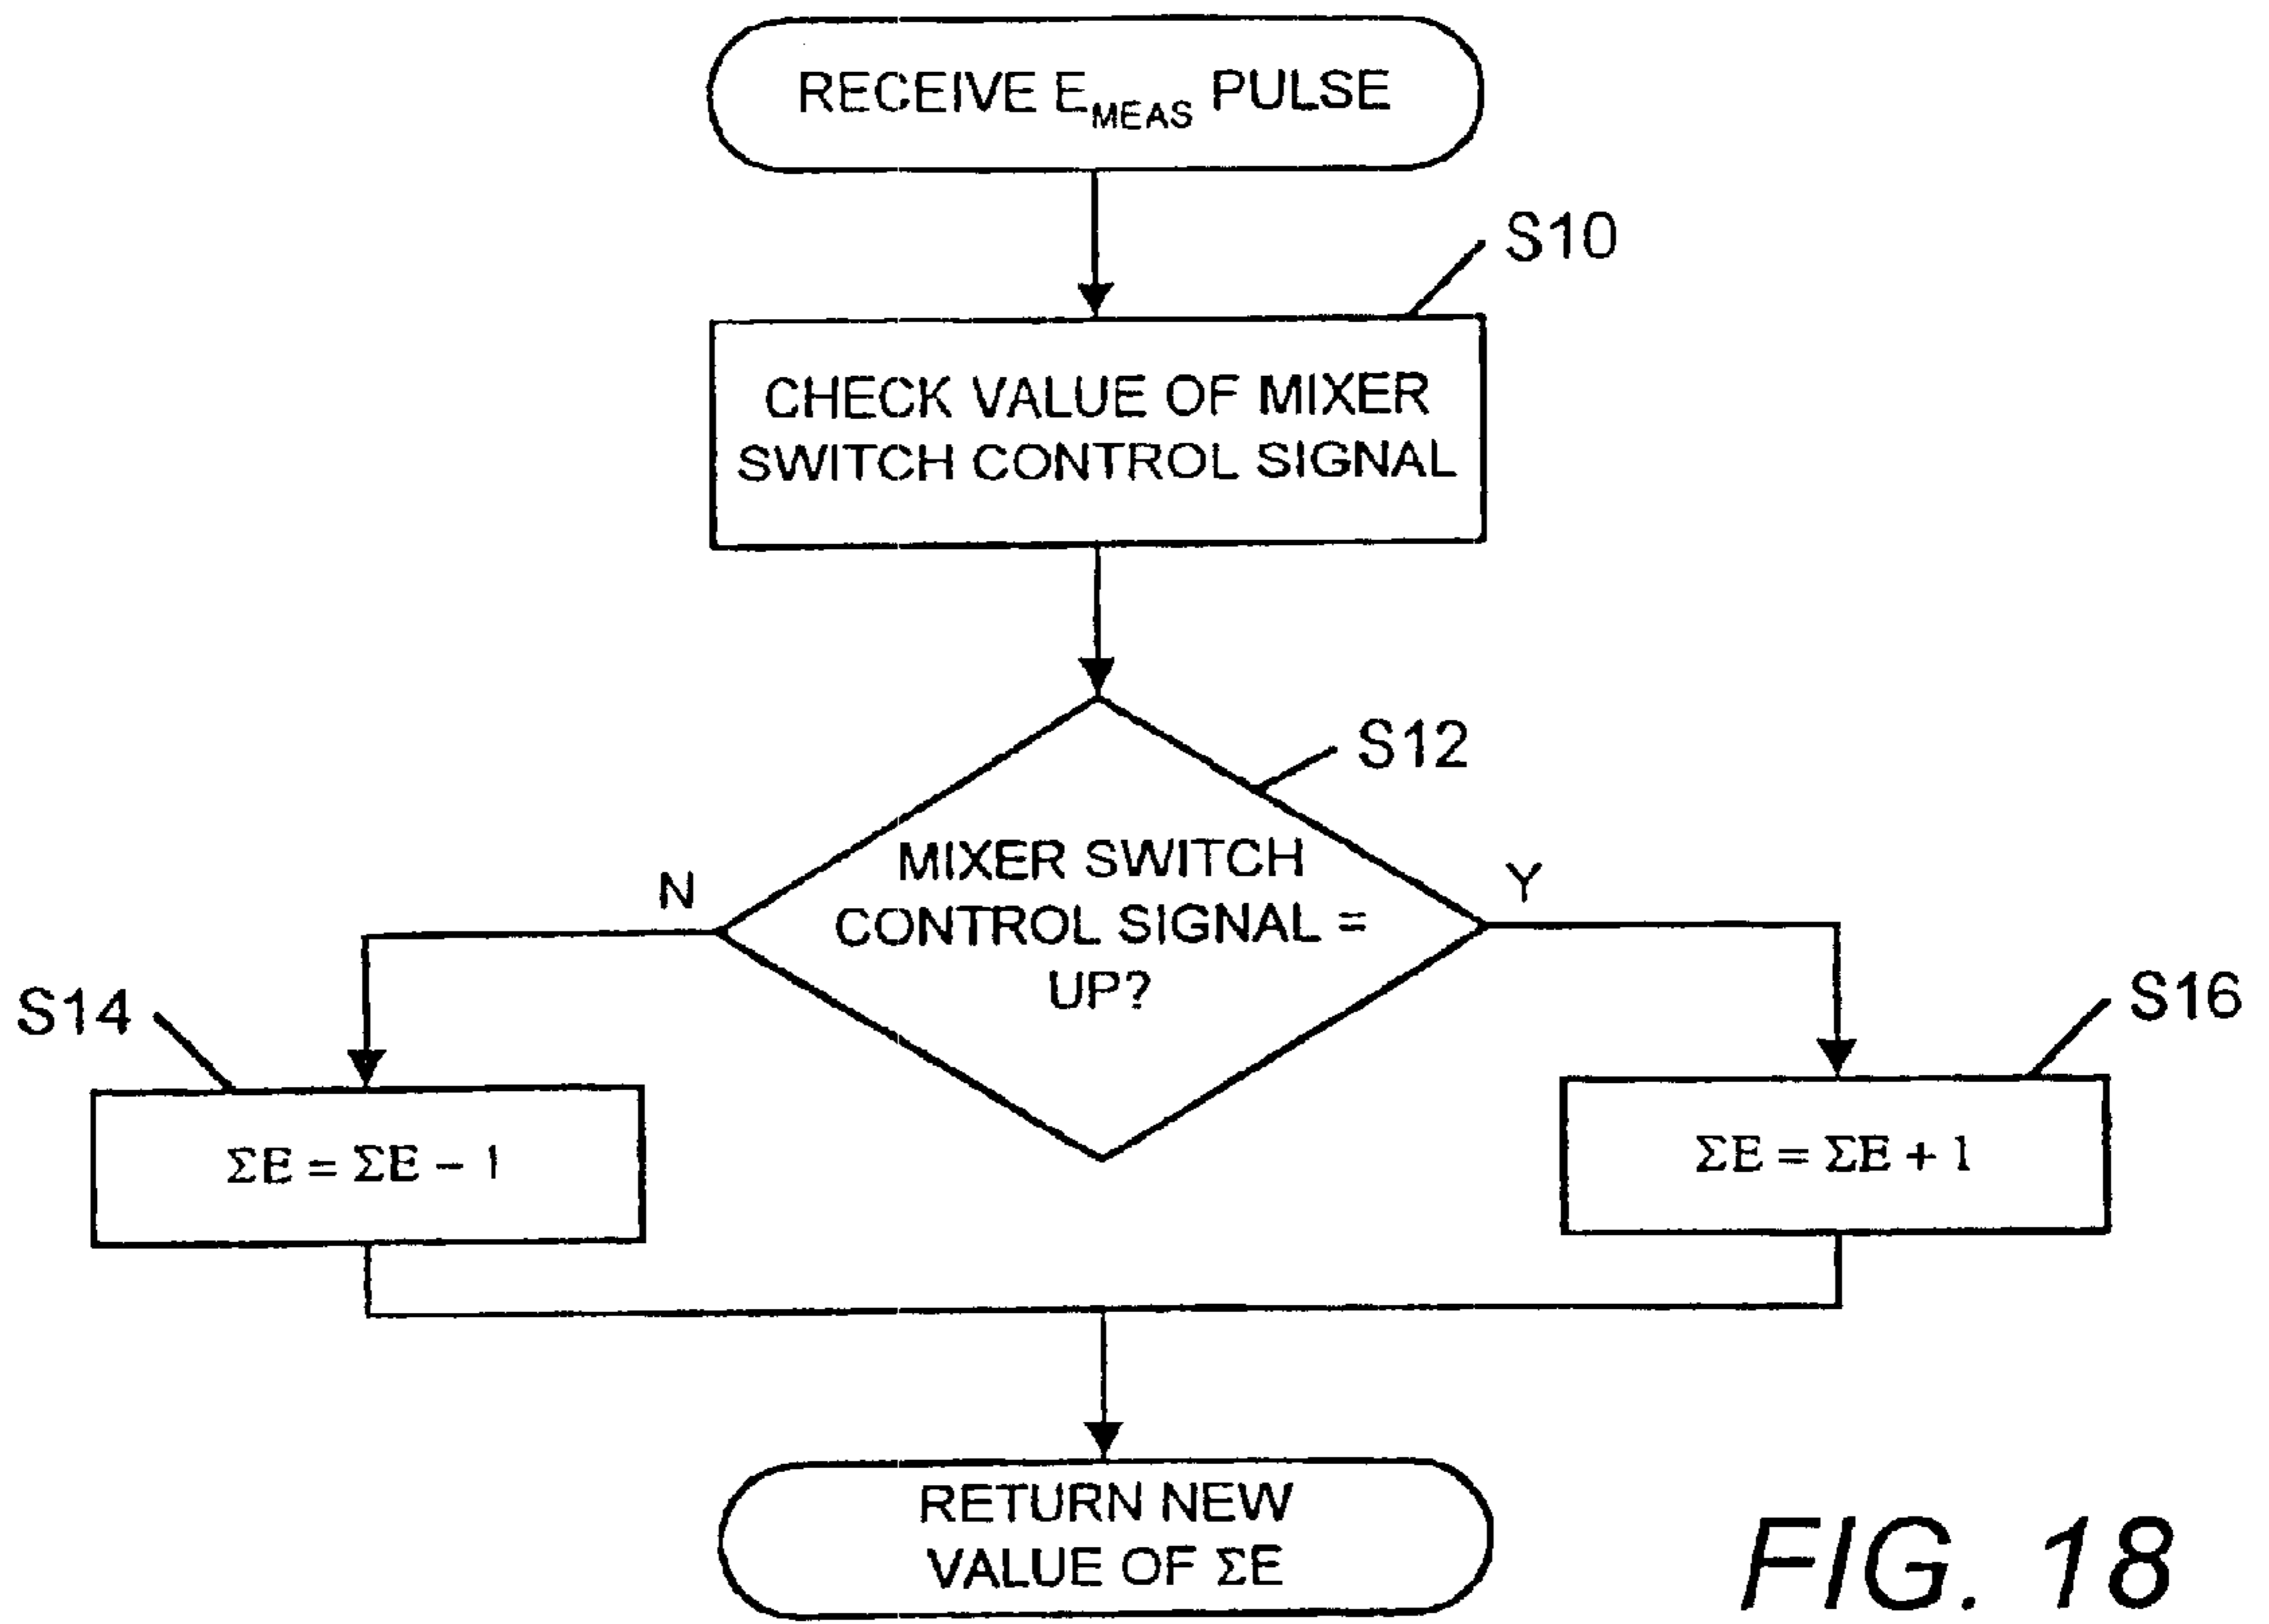 RECEIVE E_MEAS PULSE
S10
CHECK VALUE OF MIXER
SWITCH CONTROL SIGNAL
S12
MIXER SWITCH
CONTROL SIGNAL =
UP?
N
Y
S14
S16
ΣE = ΣE – 1
ΣE = ΣE + 1
RETURN NEW
VALUE OF ΣE
FIG. 18